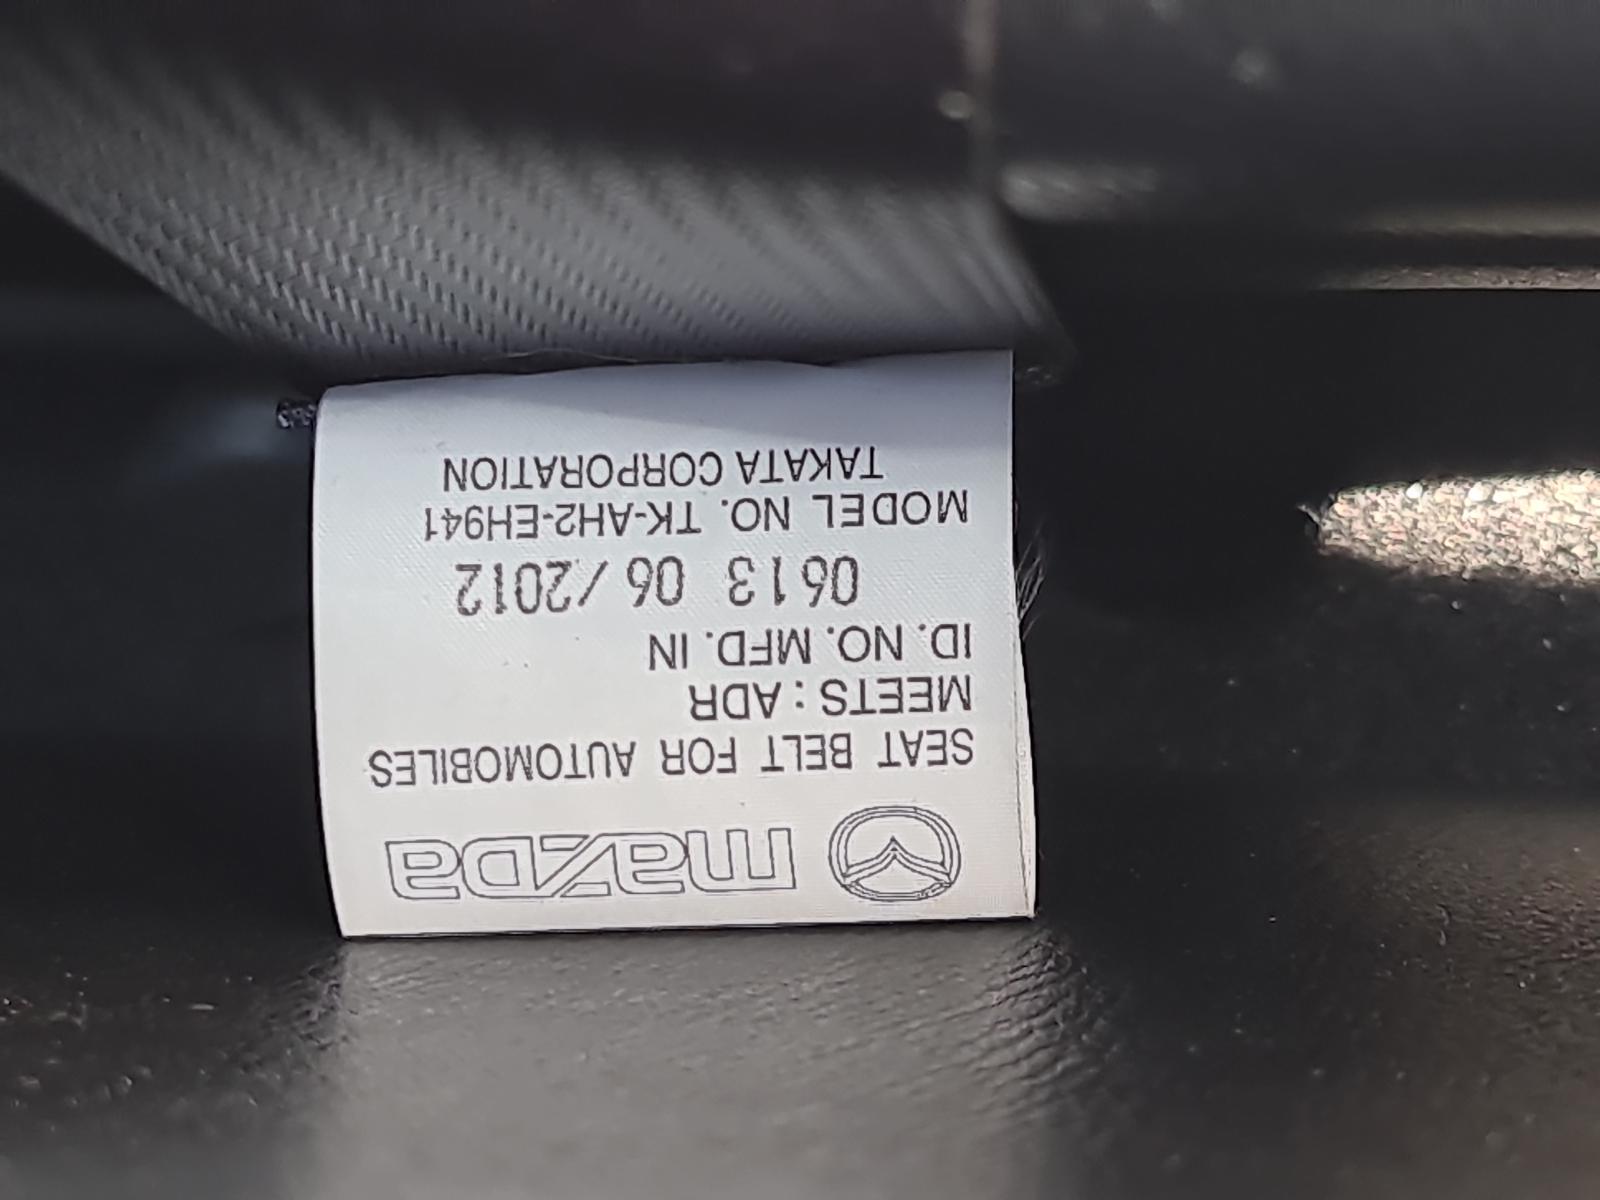 mazDa
SEAT BELT FOR AUTOMOBILES
MEETS : ADR
ID. NO. MFD. IN
0613 06/2012
MODEL NO. TK-AH2-EH941
TAKATA CORPORATION